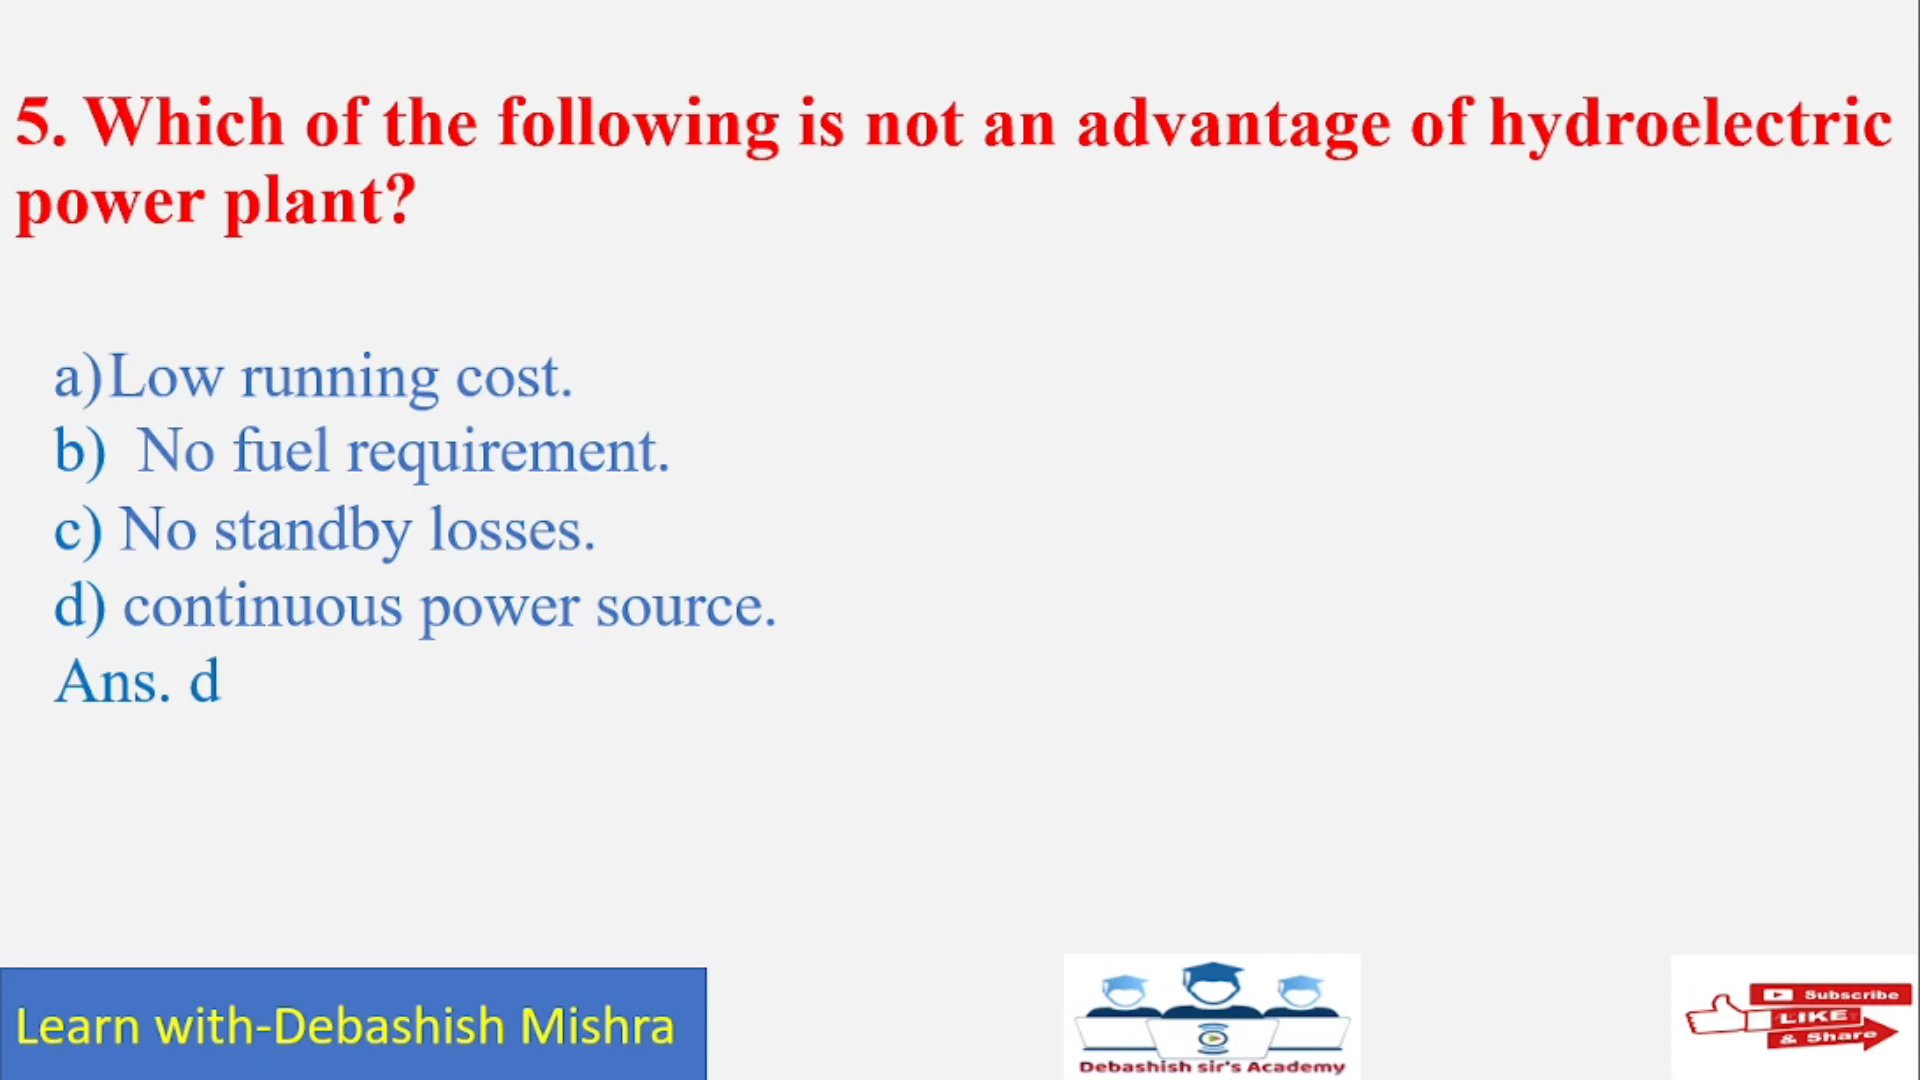 5. Which of the following is not an advantage of hydroelectric
power plant?
a)Low running cost.
b) No fuel requirement.
c) No standby losses.
d) continuous power source.
Ans. d
Learn with-Debashish Mishra
Debashish sir's Academy
Subscribe
LIKE
& Share